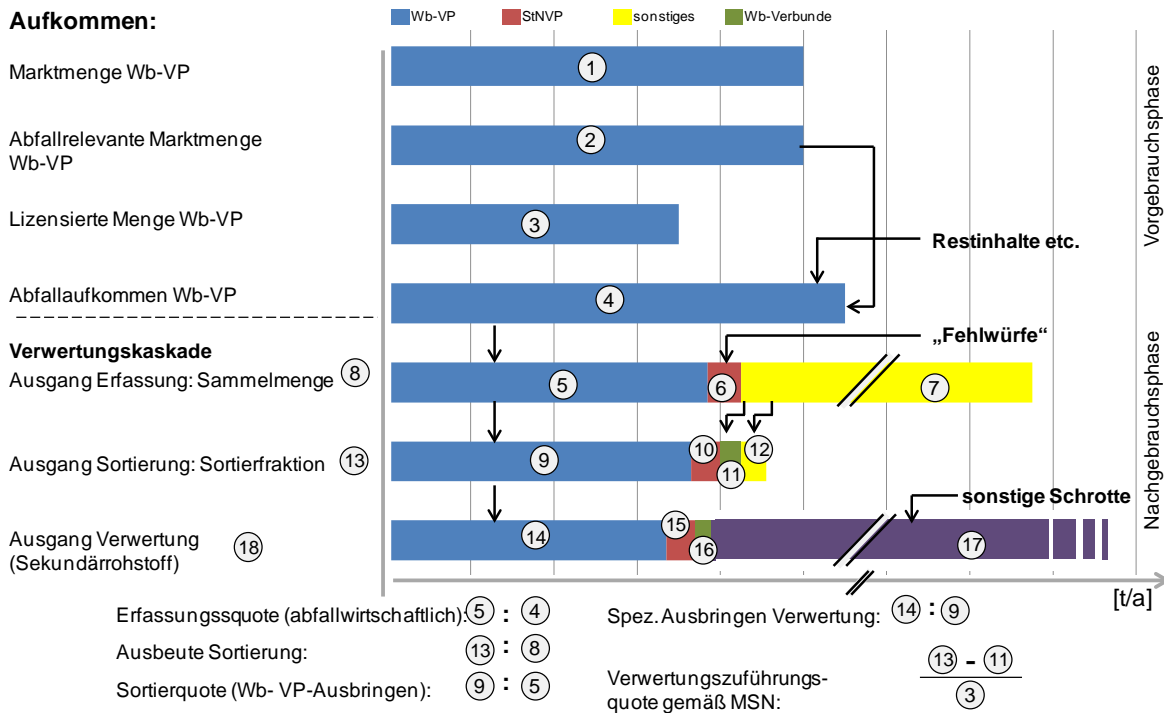 Aufkommen:
Wb-VP StNVP sonstiges Wb-Verbunde
Marktmenge Wb-VP
1
Abfallrelevante Marktmenge
Wb-VP
2
Lizensierte Menge Wb-VP
3
Restinhalte etc.
Abfallaufkommen Wb-VP
4
Vorgebrauchsphase
„Fehlwürfe“
Verwertungskaskade
Ausgang Erfassung: Sammelmenge 8
5 6 7
Ausgang Sortierung: Sortierfraktion 13
9 10 11 12
sonstige Schrotte
Ausgang Verwertung
(Sekundärrohstoff) 18
14 15 16 17
Nachgebrauchsphase
[t/a]
Erfassungssquote (abfallwirtschaftlich): 5 : 4
Ausbeute Sortierung: 13 : 8
Sortierquote (Wb- VP-Ausbringen): 9 : 5
Spez. Ausbringen Verwertung: 14 : 9
Verwertungszuführungs-
quote gemäß MSN:
13 - 11
3